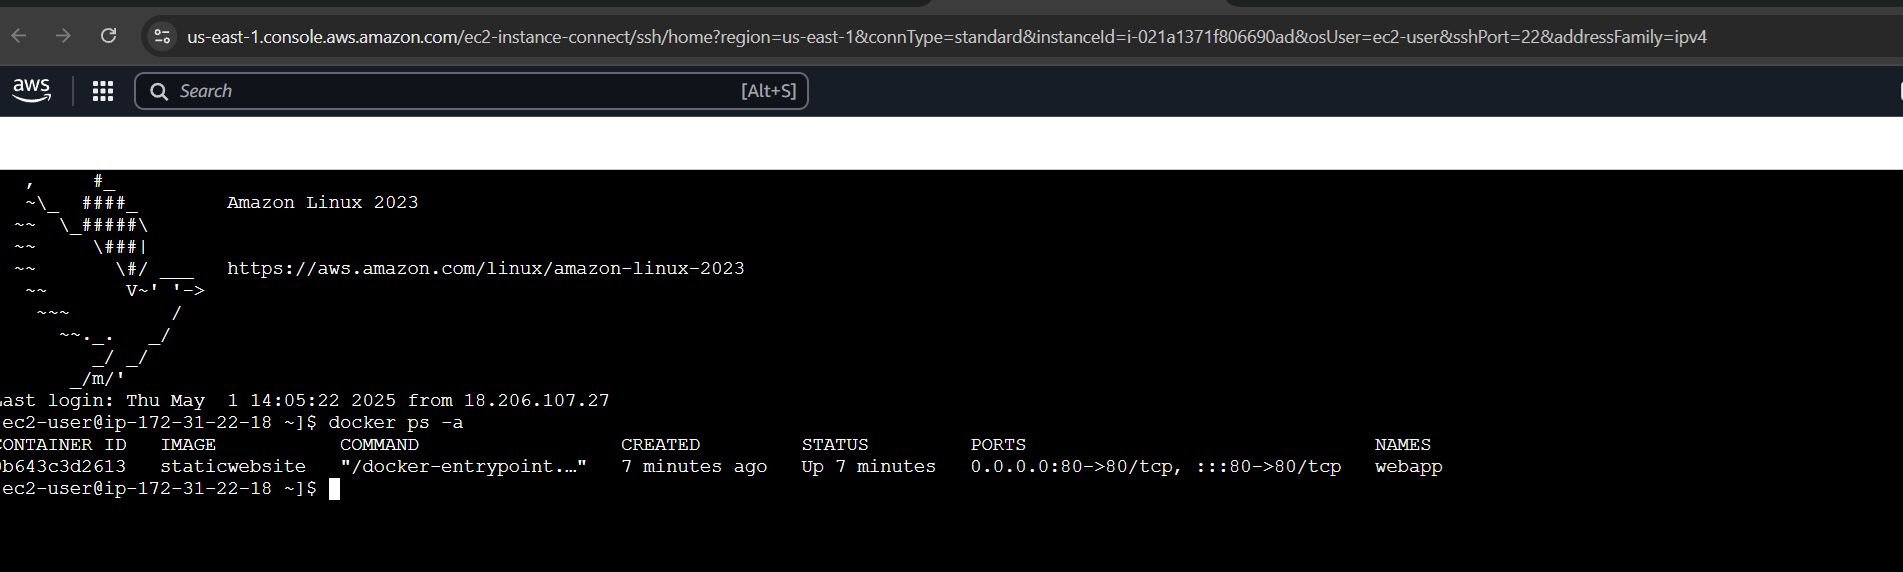 us-east-1.console.aws.amazon.com/ec2-instance-connect/ssh/home?region=us-east-1&connType=standard&instanceId=i-021a1371f806690ad&osUser=ec2-user&sshPort=22&addressFamily=ipv4
aws Search [Alt+S]
   ,     #_
   ~\_  ####_        Amazon Linux 2023
  ~~  \_#####\
  ~~     \###|
  ~~       \#/ ___   https://aws.amazon.com/linux/amazon-linux-2023
   ~~       V~' '->
    ~~~         /
      ~~._.   _/
         _/ _/
       _/m/'
ast login: Thu May  1 14:05:22 2025 from 18.206.107.27
ec2-user@ip-172-31-22-18 ~]$ docker ps -a
CONTAINER ID   IMAGE           COMMAND                  CREATED         STATUS         PORTS                               NAMES
b643c3d2613   staticwebsite   "/docker-entrypoint.…"   7 minutes ago   Up 7 minutes   0.0.0.0:80->80/tcp, :::80->80/tcp   webapp
ec2-user@ip-172-31-22-18 ~]$